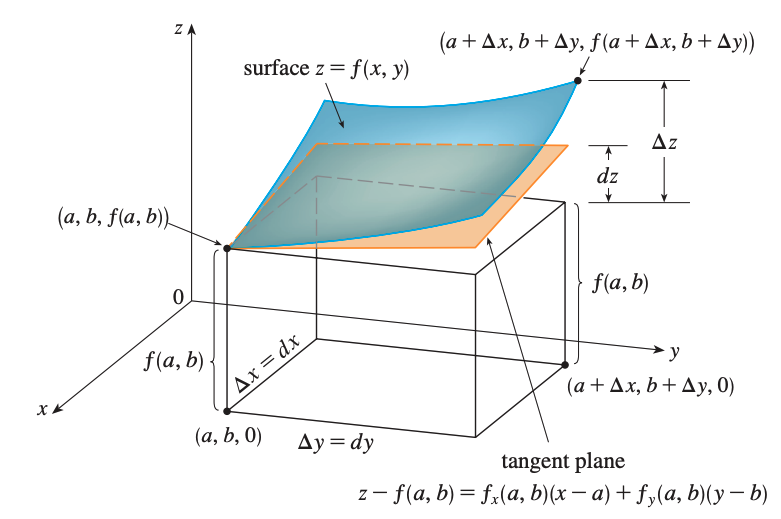 z
(a + Δx, b + Δy, f(a + Δx, b + Δy))
surface z = f(x, y)
Δz
dz
(a, b, f(a, b))
f(a, b)
0
y
f(a, b)
Δx = dx
(a + Δx, b + Δy, 0)
x
(a, b, 0)
Δy = dy
tangent plane
z − f(a, b) = fₓ(a, b)(x − a) + f_y(a, b)(y − b)